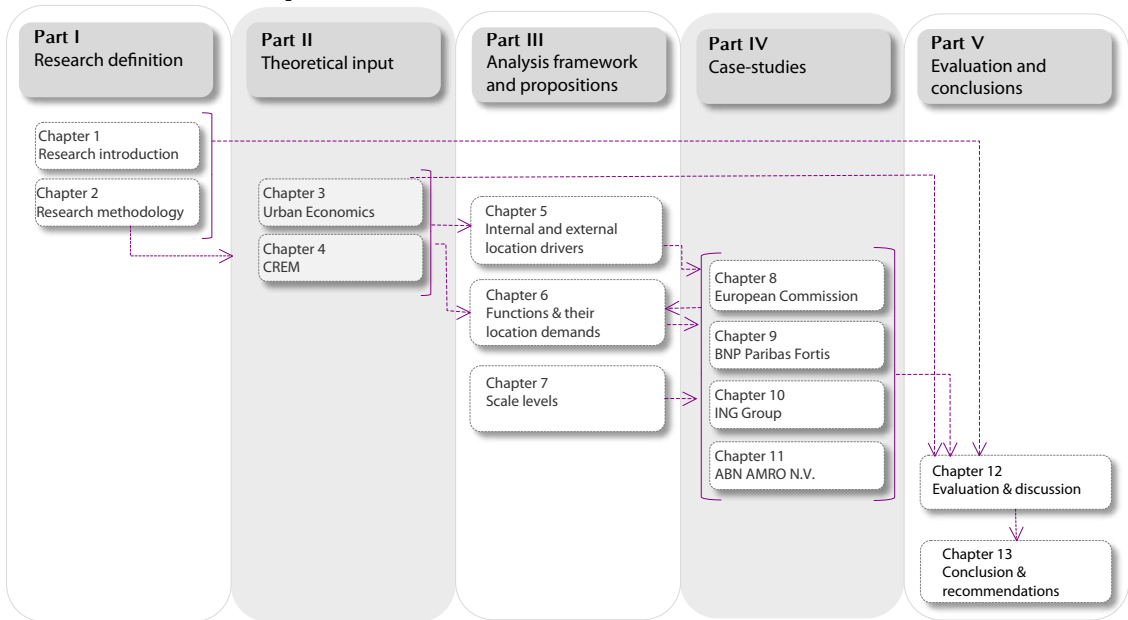 Part I
Research definition
Chapter 1
Research introduction
Chapter 2
Research methodology
Part II
Theoretical input
Chapter 3
Urban Economics
Chapter 4
CREM
Part III
Analysis framework
and propositions
Chapter 5
Internal and external
location drivers
Chapter 6
Functions & their
location demands
Chapter 7
Scale levels
Part IV
Case-studies
Chapter 8
European Commission
Chapter 9
BNP Paribas Fortis
Chapter 10
ING Group
Chapter 11
ABN AMRO N.V.
Part V
Evaluation and
conclusions
Chapter 12
Evaluation & discussion
Chapter 13
Conclusion &
recommendations